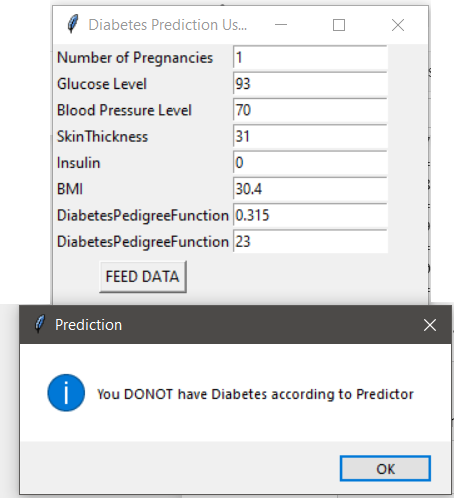 Diabetes Prediction Us...
Number of Pregnancies 1
Glucose Level 93
Blood Pressure Level 70
SkinThickness 31
Insulin 0
BMI 30.4
DiabetesPedigreeFunction 0.315
DiabetesPedigreeFunction 23
FEED DATA
Prediction
You DONOT have Diabetes according to Predictor
OK